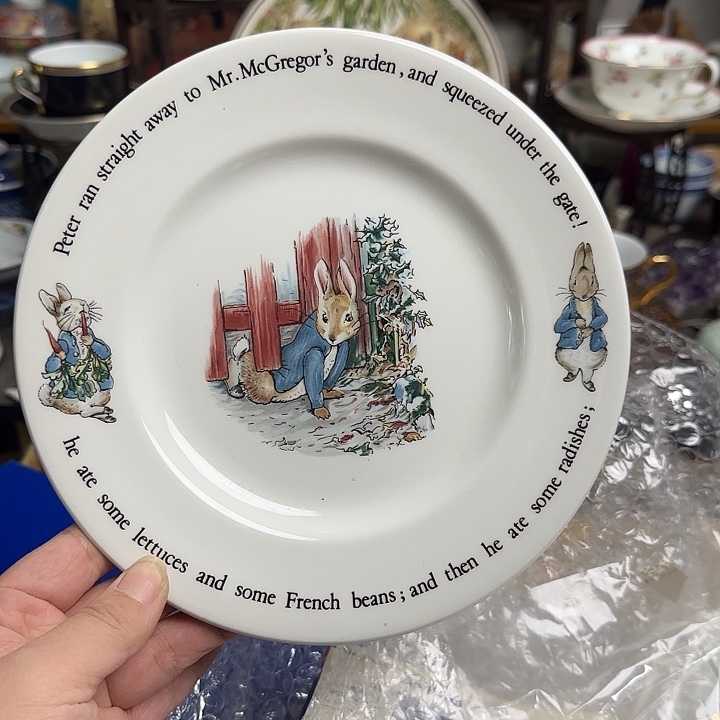 Peter ran straight away to Mr. McGregor's garden, and squeezed under the gate!
he ate some lettuces and some French beans; and then he ate some radishes;